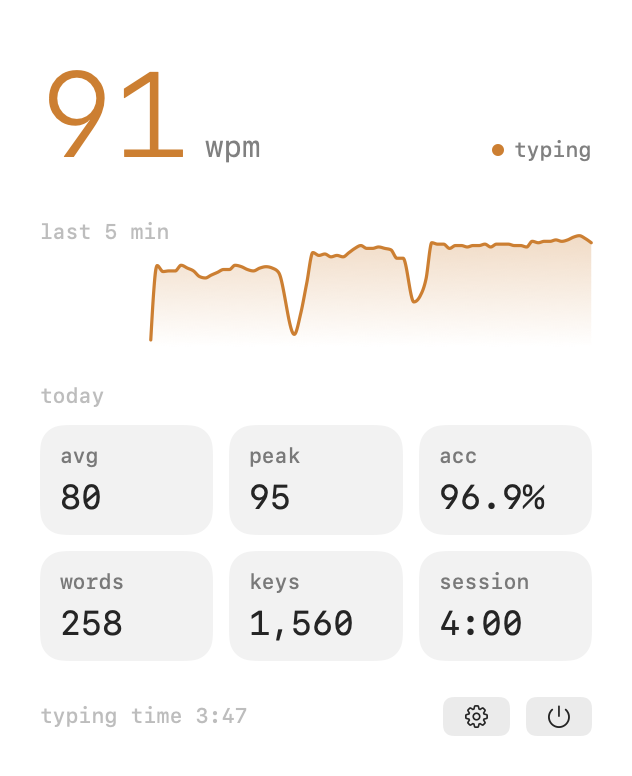 91 wpm
typing
last 5 min
today
avg
80
peak
95
acc
96.9%
words
258
keys
1,560
session
4:00
typing time 3:47